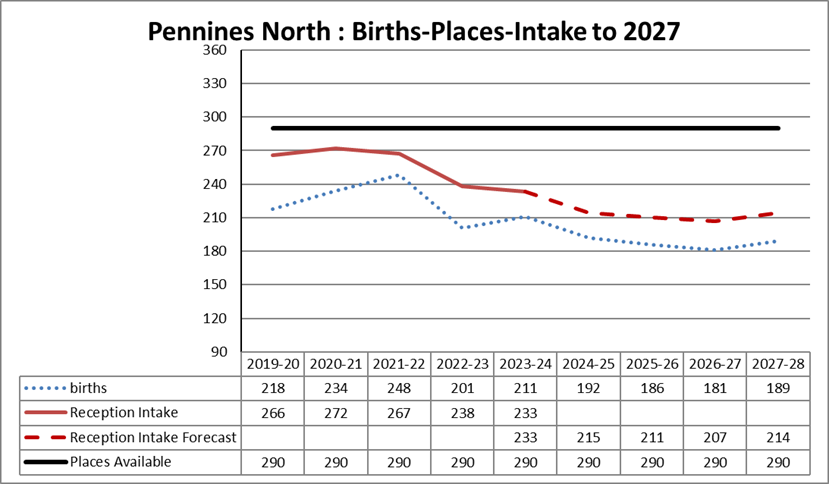 Pennines North : Births-Places-Intake to 2027
360
330
300
270
240
210
180
150
120
90
2019-20 2020-21 2021-22 2022-23 2023-24 2024-25 2025-26 2026-27 2027-28
births 218 234 248 201 211 192 186 181 189
Reception Intake 266 272 267 238 233
Reception Intake Forecast 233 215 211 207 214
Places Available 290 290 290 290 290 290 290 290 290